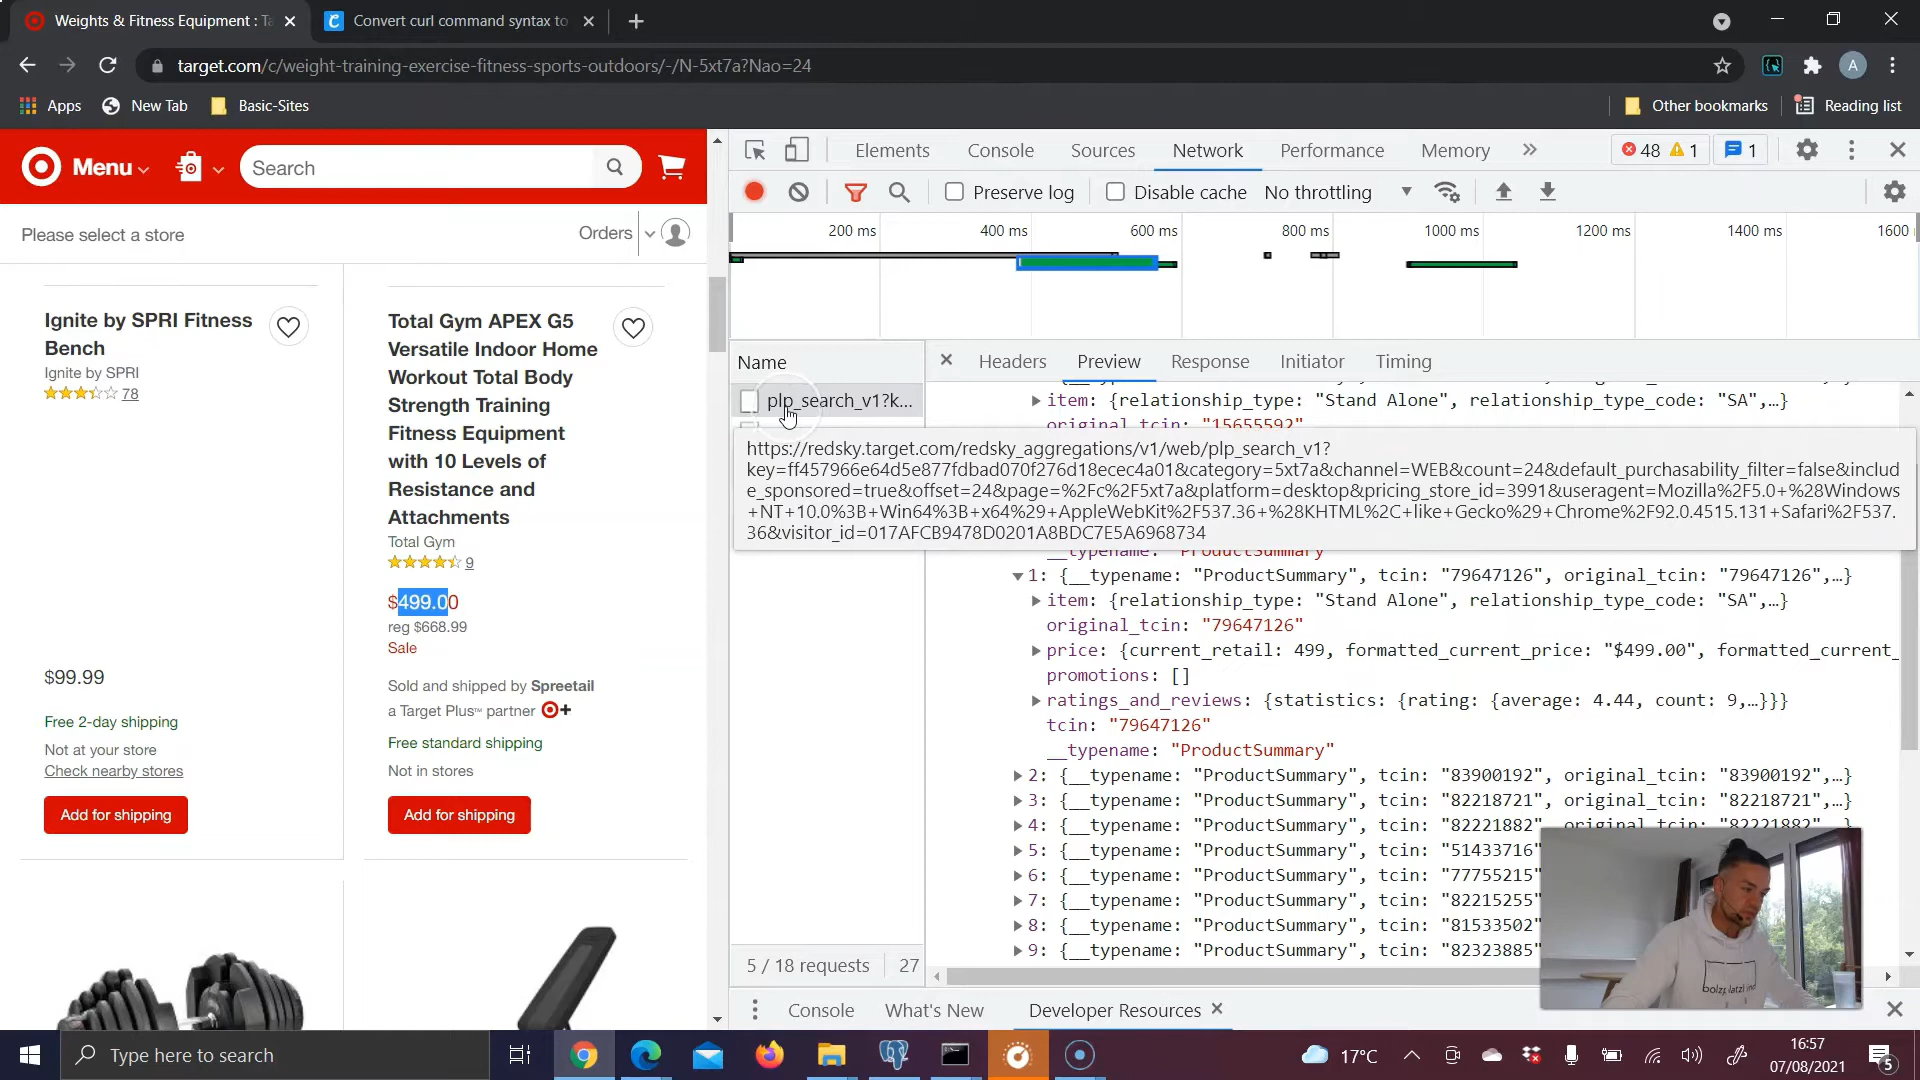 Weights & Fitness Equipment : Ta
Convert curl command syntax to
target.com/c/weight-training-exercise-fitness-sports-outdoors/-/N-5xt7a?Nao=24
A
Apps
New Tab
Basic-Sites
Other bookmarks
Reading list
Menu
Search
Please select a store
Orders
Ignite by SPRI Fitness
Bench
Ignite by SPRI
78
$99.99
Free 2-day shipping
Not at your store
Check nearby stores
Add for shipping
Total Gym APEX G5
Versatile Indoor Home
Workout Total Body
Strength Training
Fitness Equipment
with 10 Levels of
Resistance and
Attachments
Total Gym
9
$499.00
reg $668.99
Sale
Sold and shipped by Spreetail
a Target Plus™ partner
Free standard shipping
Not in stores
Add for shipping
Elements
Console
Sources
Network
Performance
Memory
48
1
1
Preserve log
Disable cache
No throttling
200 ms
400 ms
600 ms
800 ms
1000 ms
1200 ms
1400 ms
1600
Name
Headers
Preview
Response
Initiator
Timing
plp_search_v1?k...
item: {relationship_type: "Stand Alone", relationship_type_code: "SA",…}
original_tcin: "15655592"
https://redsky.target.com/redsky_aggregations/v1/web/plp_search_v1?
key=ff457966e64d5e877fdbad070f276d18ecec4a01&category=5xt7a&channel=WEB&count=24&default_purchasability_filter=false&includ
e_sponsored=true&offset=24&page=%2Fc%2F5xt7a&platform=desktop&pricing_store_id=3991&useragent=Mozilla%2F5.0+%28Windows
+NT+10.0%3B+Win64%3B+x64%29+AppleWebKit%2F537.36+%28KHTML%2C+like+Gecko%29+Chrome%2F92.0.4515.131+Safari%2F537.
36&visitor_id=017AFCB9478D0201A8BDC7E5A6968734
__typename: "ProductSummary"
1: {__typename: "ProductSummary", tcin: "79647126", original_tcin: "79647126",…}
item: {relationship_type: "Stand Alone", relationship_type_code: "SA",…}
original_tcin: "79647126"
price: {current_retail: 499, formatted_current_price: "$499.00", formatted_current_
promotions: []
ratings_and_reviews: {statistics: {rating: {average: 4.44, count: 9,…}}}
tcin: "79647126"
__typename: "ProductSummary"
2: {__typename: "ProductSummary", tcin: "83900192", original_tcin: "83900192",…}
3: {__typename: "ProductSummary", tcin: "82218721", original_tcin: "82218721",…}
4: {__typename: "ProductSummary", tcin: "82221882", original_tcin: "82221882",…}
5: {__typename: "ProductSummary", tcin: "51433716"
6: {__typename: "ProductSummary", tcin: "77755215"
7: {__typename: "ProductSummary", tcin: "82215255"
8: {__typename: "ProductSummary", tcin: "81533502"
9: {__typename: "ProductSummary", tcin: "82323885"
5 / 18 requests
27
Console
What's New
Developer Resources
Type here to search
17°C
16:57
07/08/2021
5